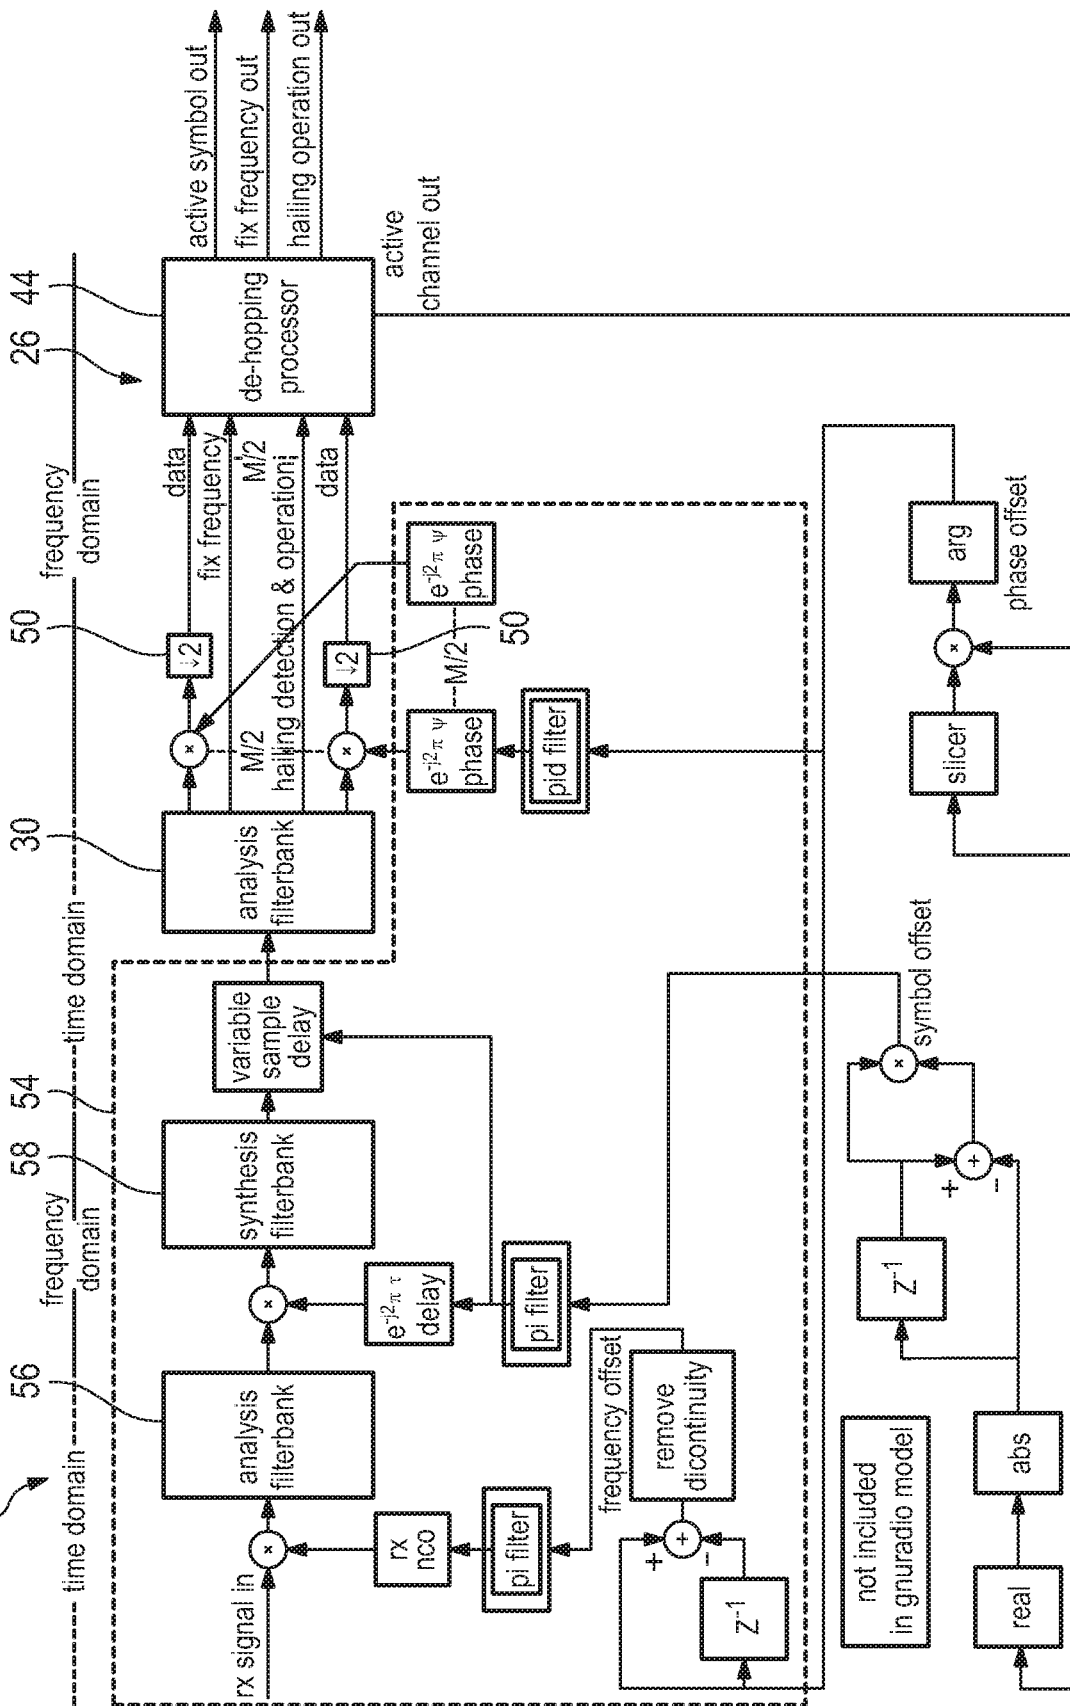 time domain
frequency
domain
time domain
frequency
domain
56
58
54
30
50
26
44
rx signal in
×
analysis
filterbank
×
synthesis
filterbank
variable
sample
delay
analysis
filterbank
×
↓2
data
fix frequency
M/2
M/2
hailing detection & operation
×
↓2
data
50
de-hopping
processor
active symbol out
fix frequency out
hailing operation out
active
channel out
rx
nco
pi filter
e-j2π τ
delay
pi filter
e-j2π ψ
phase
M/2
e-j2π ψ
phase
pid filter
frequency offset
remove
dicontinuity
+
+
-
Z-1
not included
in gnuradio model
real
abs
Z-1
+
+
-
×
symbol offset
slicer
×
arg
phase offset